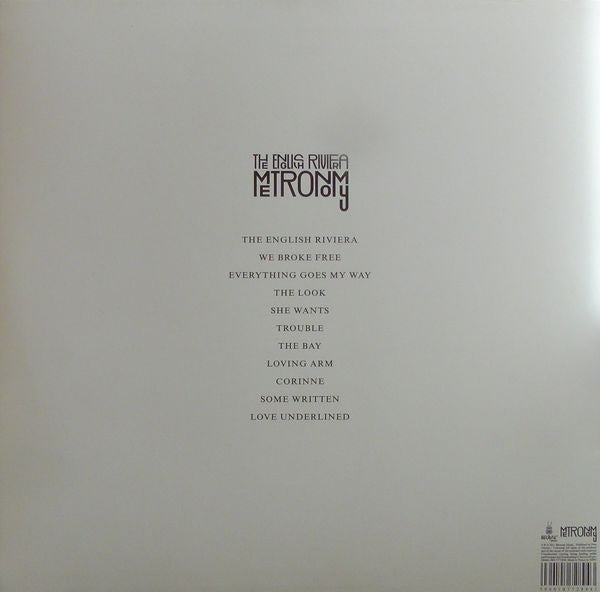 THE ENGLISH RIVIERA
METRONOMY
THE ENGLISH RIVIERA
WE BROKE FREE
EVERYTHING GOES MY WAY
THE LOOK
SHE WANTS
TROUBLE
THE BAY
LOVING ARM
CORINNE
SOME WRITTEN
LOVE UNDERLINED
BECAUSE
METRONOMY